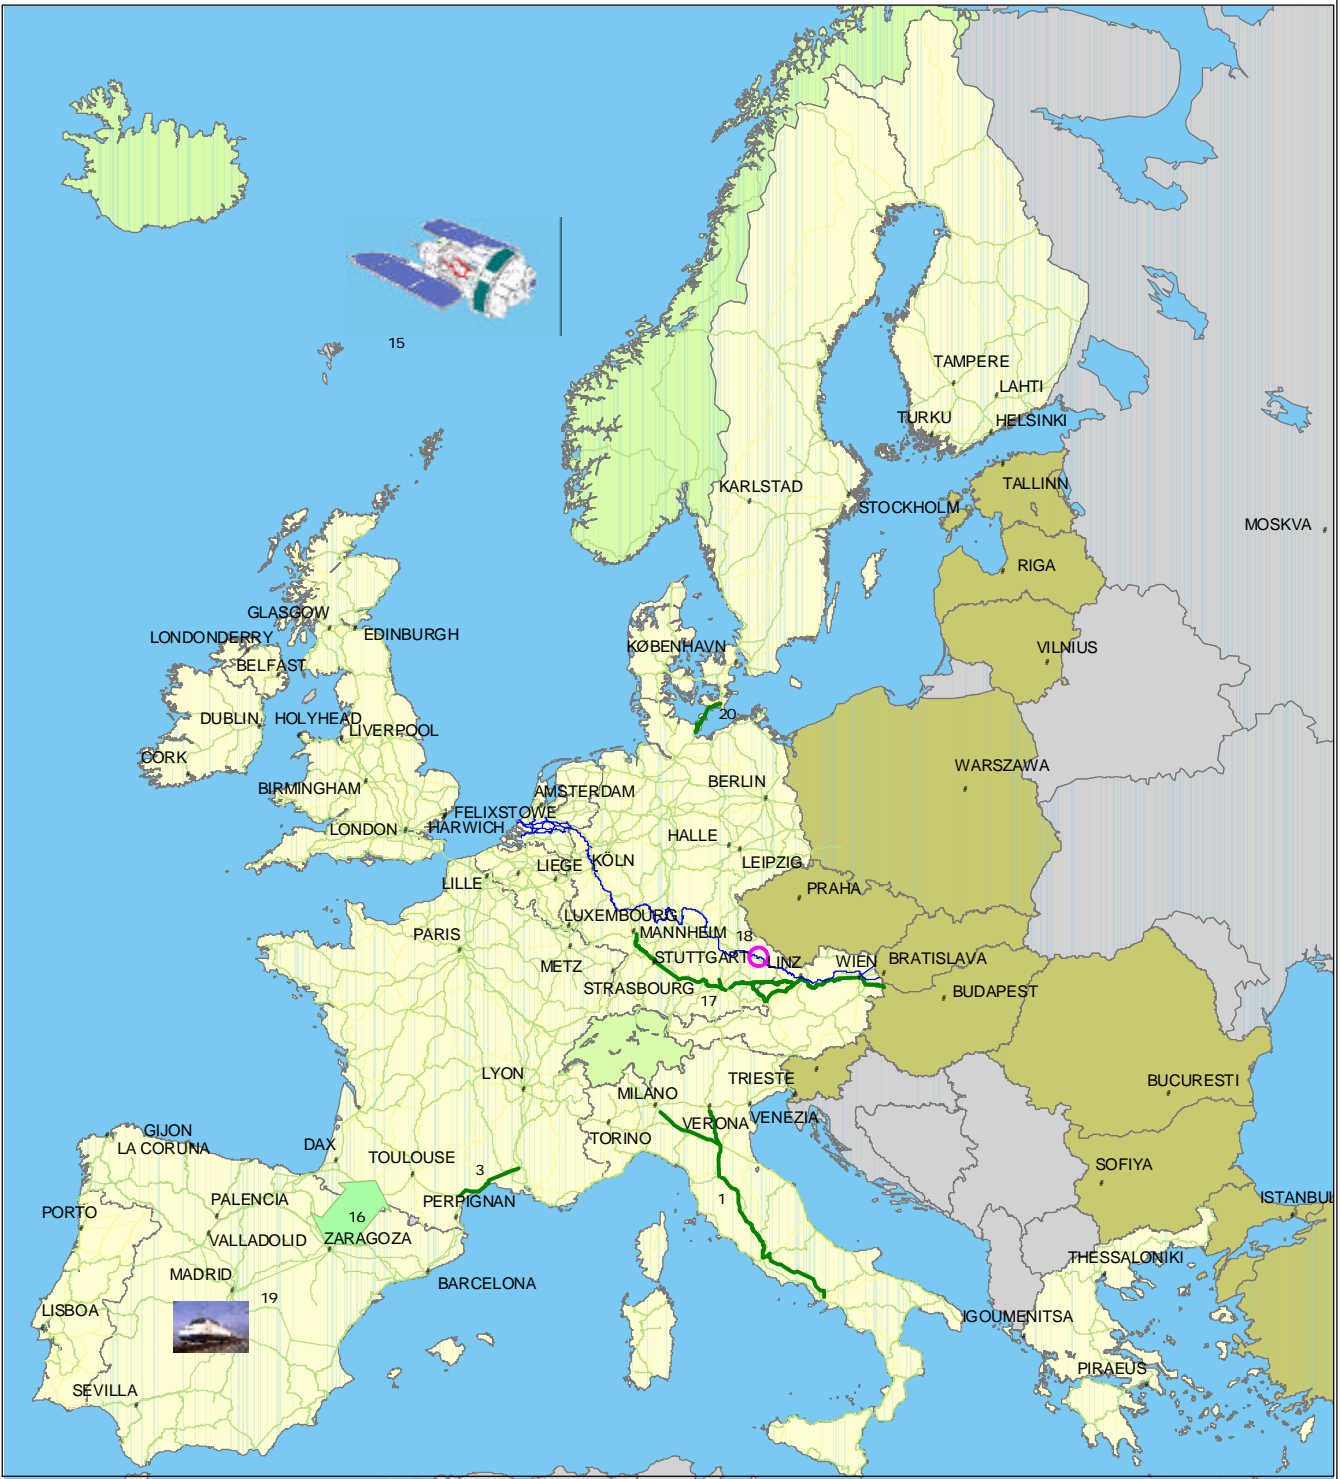 15
TAMPERE
LAHTI
TURKU
HELSINKI
KARLSTAD
STOCKHOLM
TALLINN
MOSKVA
RIGA
GLASGOW
EDINBURGH
LONDONDERRY
BELFAST
KØBENHAVN
VILNIUS
DUBLIN
HOLYHEAD
LIVERPOOL
20
CORK
BIRMINGHAM
AMSTERDAM
BERLIN
WARSZAWA
FELIXSTOWE
HARWICH
LONDON
HALLE
LIEGE
KÖLN
LEIPZIG
LILLE
PRAHA
LUXEMBOURG
PARIS
MANNHEIM
18
METZ
STUTTGART
LINZ
WIEN
BRATISLAVA
STRASBOURG
17
BUDAPEST
LYON
MILANO
TRIESTE
BUCURESTI
VERONA
VENEZIA
TORINO
GIJON
LA CORUNA
DAX
TOULOUSE
3
SOFIYA
PALENCIA
PERPIGNAN
1
ISTANBUL
PORTO
16
VALLADOLID
ZARAGOZA
THESSALONIKI
MADRID
BARCELONA
19
LISBOA
IGOUMENITSA
PIRAEUS
SEVILLA